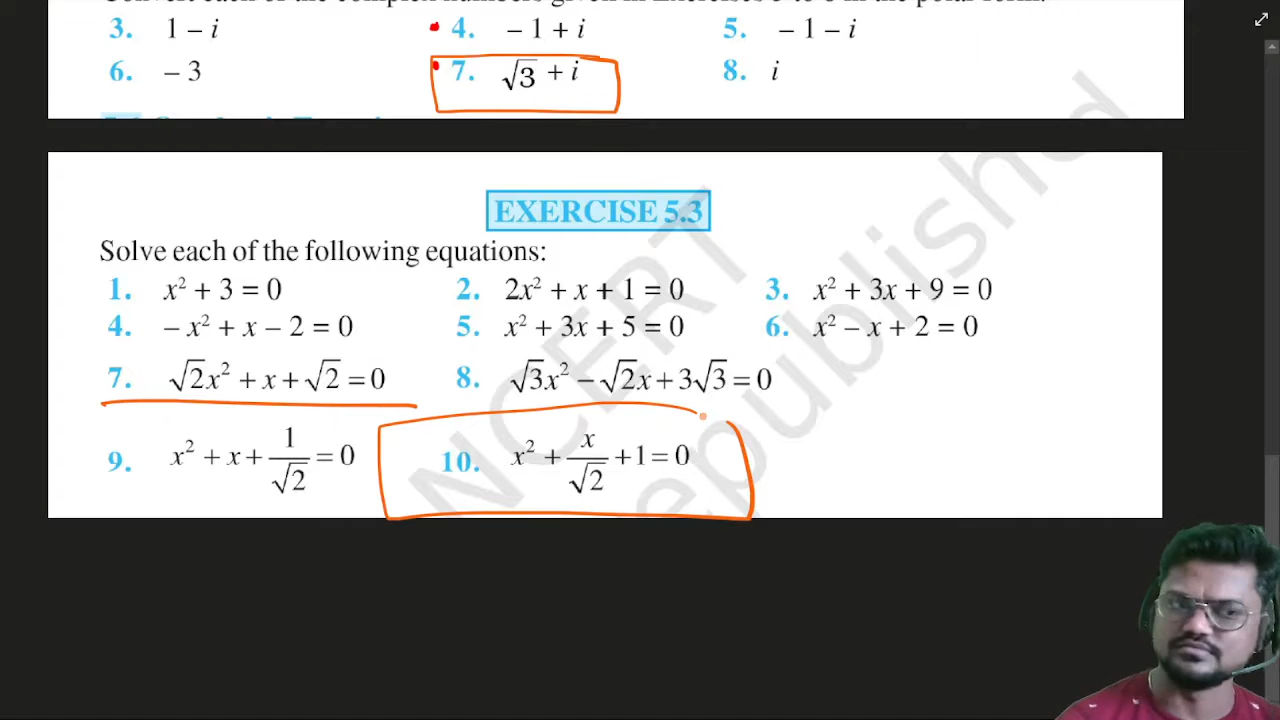 3. 1 – i 4. – 1 + i 5. – 1 – i
6. – 3 7. √3 + i 8. i
EXERCISE 5.3
Solve each of the following equations:
1. x² + 3 = 0 2. 2x² + x + 1 = 0 3. x² + 3x + 9 = 0
4. – x² + x – 2 = 0 5. x² + 3x + 5 = 0 6. x² – x + 2 = 0
7. √2x² + x + √2 = 0 8. √3x² – √2x + 3√3 = 0
9. x² + x + 1/√2 = 0 10. x² + x/√2 + 1 = 0
NCERT
republished